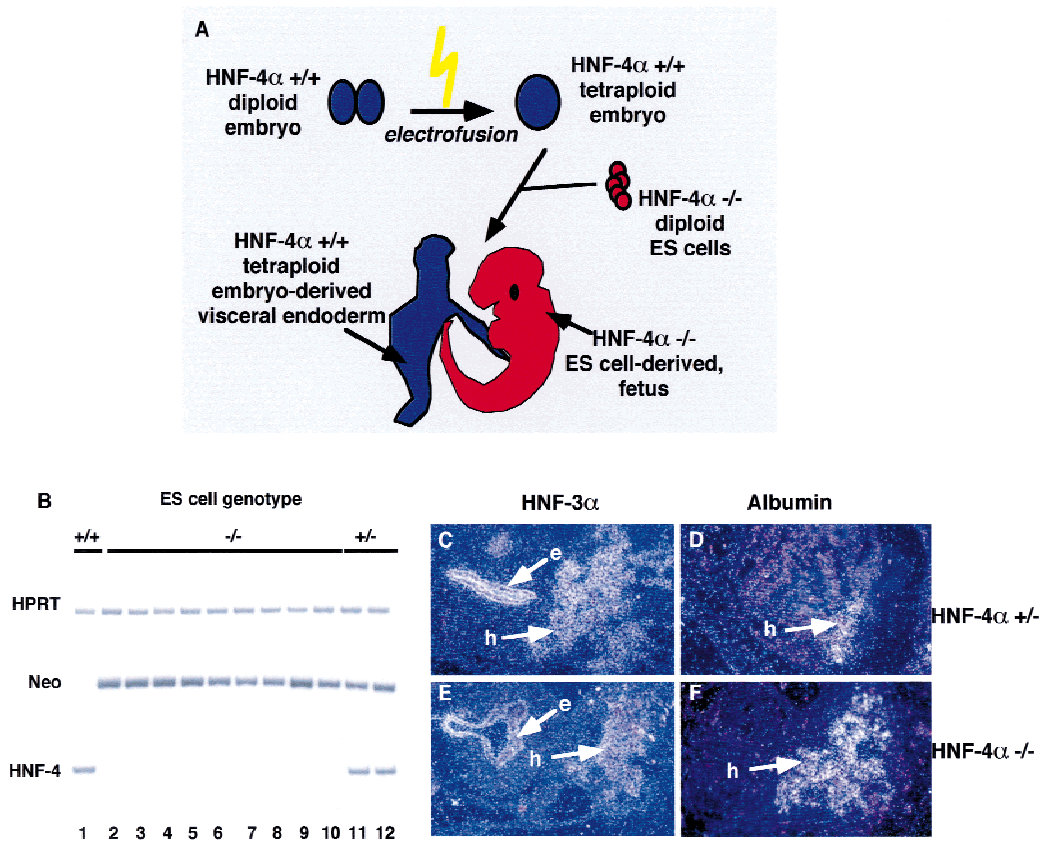 A
HNF-4α +/+
diploid
embryo
electrofusion
HNF-4α +/+
tetraploid
embryo
HNF-4α -/-
diploid
ES cells
HNF-4α +/+
tetraploid
embryo-derived
visceral endoderm
HNF-4α -/-
ES cell-derived,
fetus
B
ES cell genotype
+/+
-/-
+/-
HPRT
Neo
HNF-4
1 2 3 4 5 6 7 8 9 10 11 12
HNF-3α
Albumin
C
e
h
D
h
HNF-4α +/-
E
e
h
F
h
HNF-4α -/-